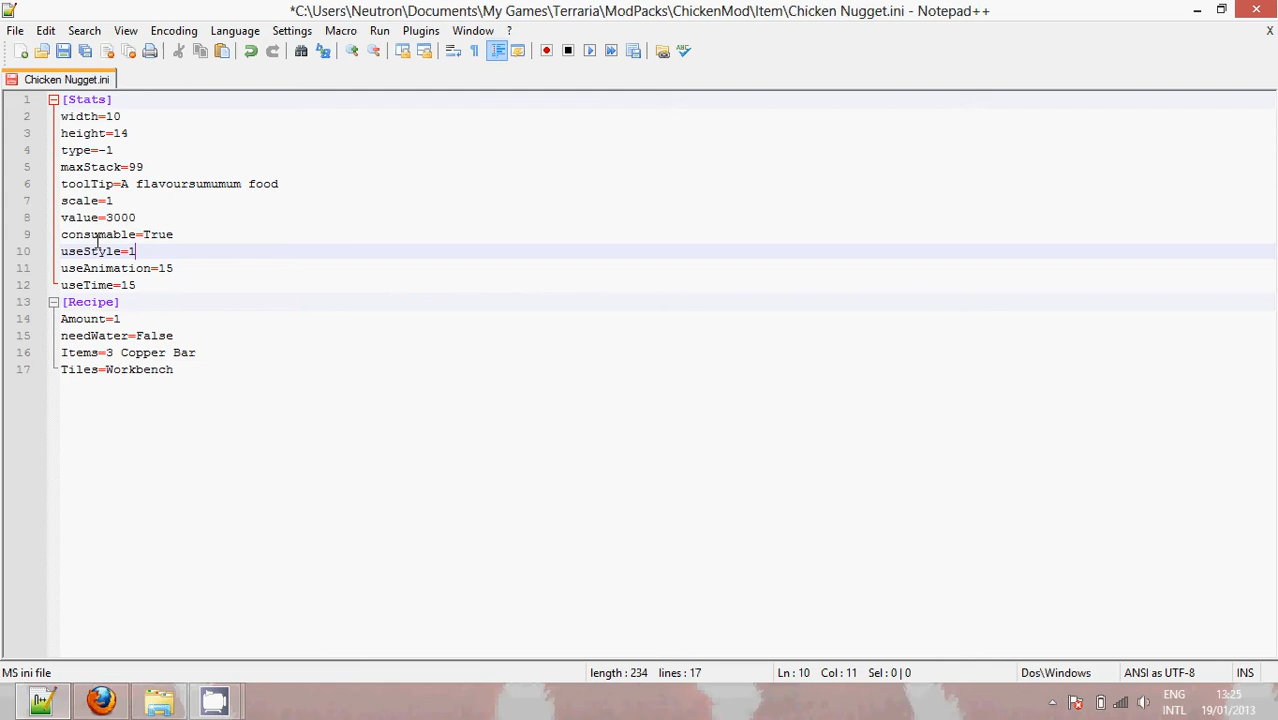 *C:\Users\Neutron\Documents\My Games\Terraria\ModPacks\ChickenMod\Item\Chicken Nugget.ini - Notepad++
File Edit Search View Encoding Language Settings Macro Run Plugins Window ? X
Chicken Nugget.ini
1 [Stats]
2 width=10
3 height=14
4 type=-1
5 maxStack=99
6 toolTip=A flavoursumumum food
7 scale=1
8 value=3000
9 consumable=True
10 useStyle=1
11 useAnimation=15
12 useTime=15
13 [Recipe]
14 Amount=1
15 needWater=False
16 Items=3 Copper Bar
17 Tiles=Workbench
MS ini file length : 234 lines : 17 Ln : 10 Col : 11 Sel : 0 | 0 Dos\Windows ANSI as UTF-8 INS
ENG 13:25
INTL 19/01/2013